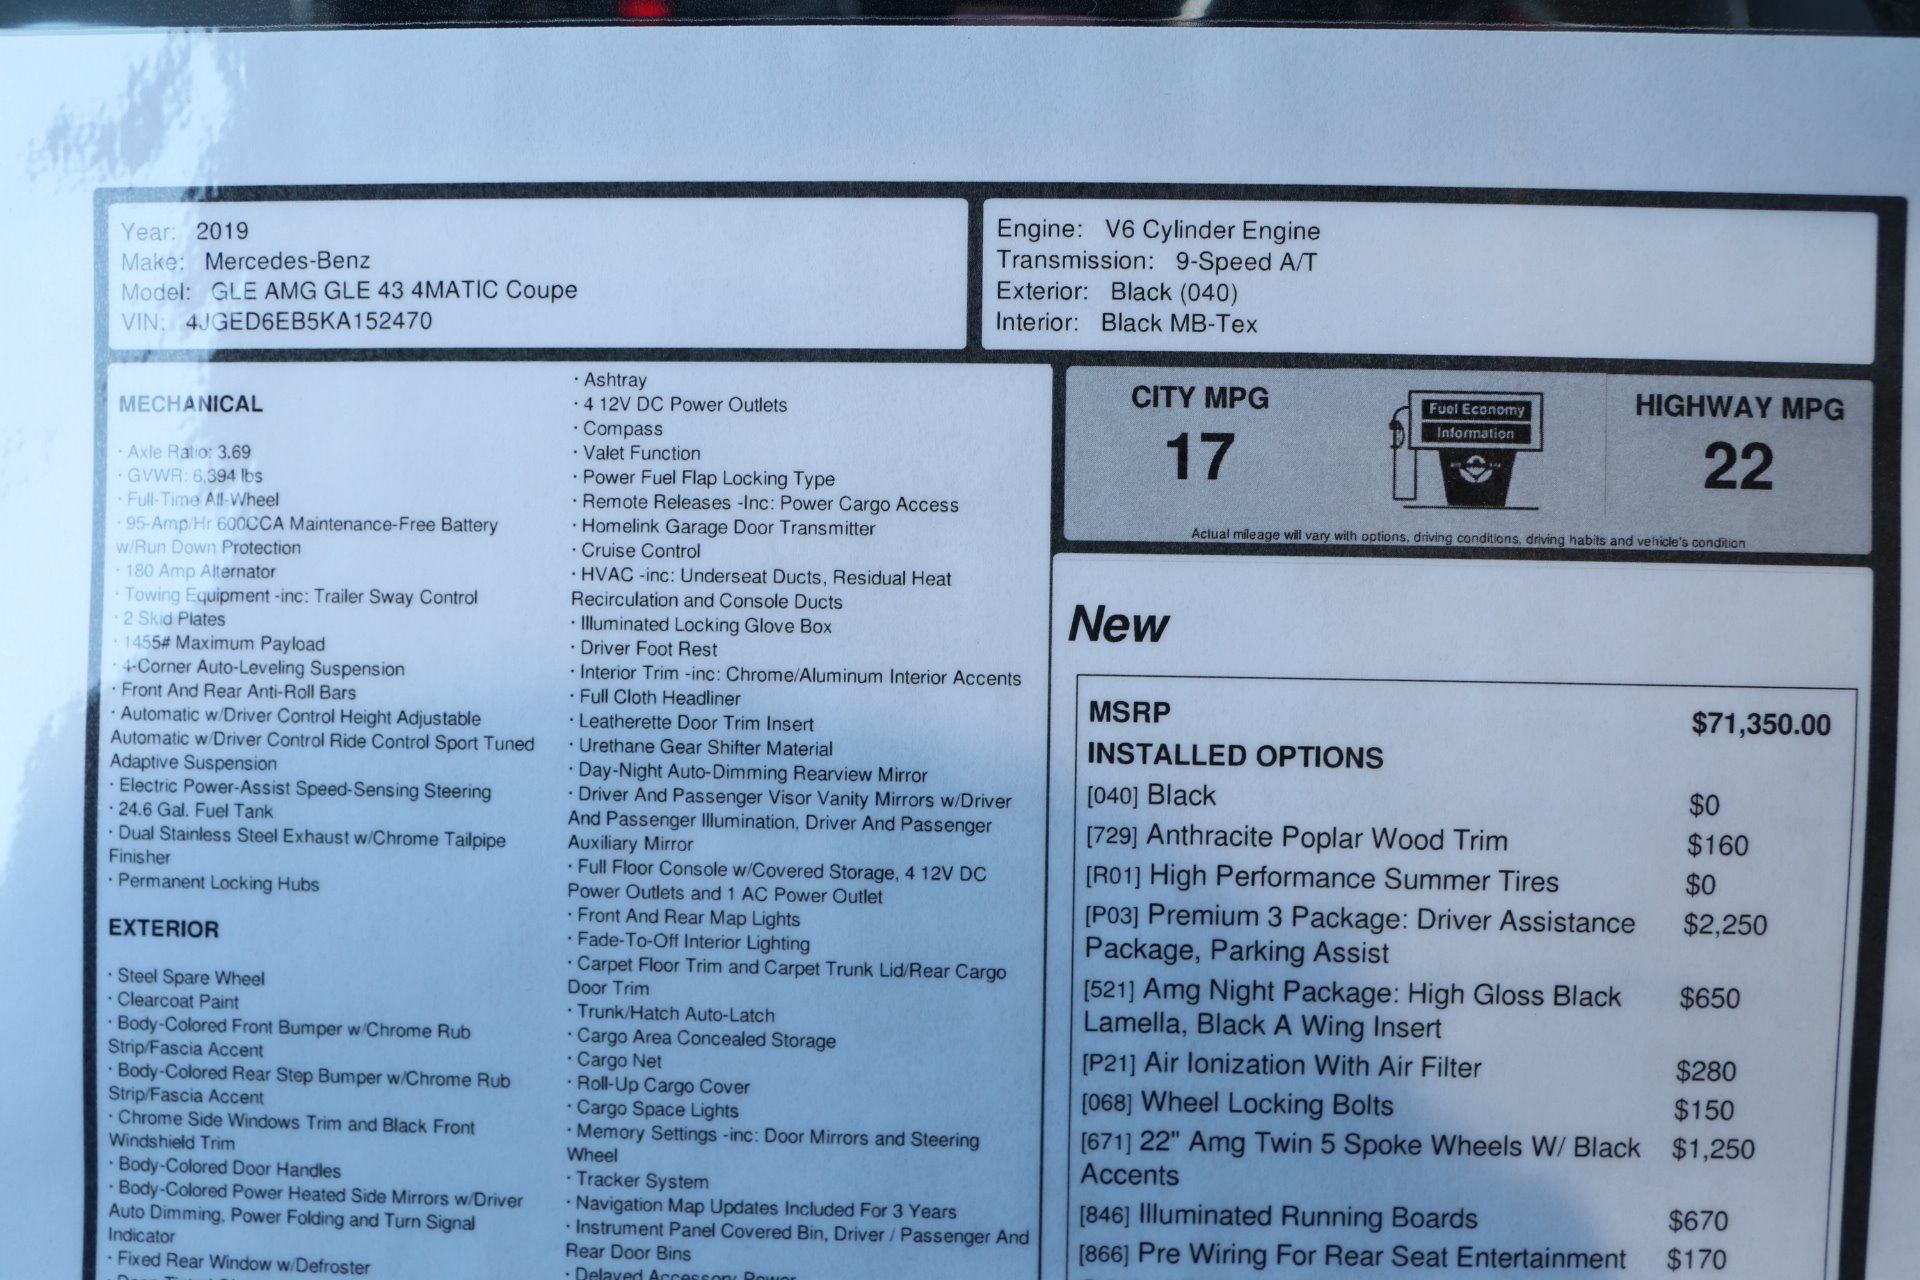 Year: 2019
Make: Mercedes-Benz
Model: GLE AMG GLE 43 4MATIC Coupe
VIN: 4JGED6EB5KA152470
Engine: V6 Cylinder Engine
Transmission: 9-Speed A/T
Exterior: Black (040)
Interior: Black MB-Tex
MECHANICAL
· Axle Ratio: 3.69
· GVWR: 6,394 lbs
· Full-Time All-Wheel
· 95-Amp/Hr 600CCA Maintenance-Free Battery
w/Run Down Protection
· 180 Amp Alternator
· Towing Equipment -inc: Trailer Sway Control
· 2 Skid Plates
· 1455# Maximum Payload
· 4-Corner Auto-Leveling Suspension
· Front And Rear Anti-Roll Bars
· Automatic w/Driver Control Height Adjustable
Automatic w/Driver Control Ride Control Sport Tuned
Adaptive Suspension
· Electric Power-Assist Speed-Sensing Steering
· 24.6 Gal. Fuel Tank
· Dual Stainless Steel Exhaust w/Chrome Tailpipe
Finisher
· Permanent Locking Hubs
EXTERIOR
· Steel Spare Wheel
· Clearcoat Paint
· Body-Colored Front Bumper w/Chrome Rub
Strip/Fascia Accent
· Body-Colored Rear Step Bumper w/Chrome Rub
Strip/Fascia Accent
· Chrome Side Windows Trim and Black Front
Windshield Trim
· Body-Colored Door Handles
· Body-Colored Power Heated Side Mirrors w/Driver
Auto Dimming, Power Folding and Turn Signal
Indicator
· Fixed Rear Window w/Defroster
· Ashtray
· 4 12V DC Power Outlets
· Compass
· Valet Function
· Power Fuel Flap Locking Type
· Remote Releases -Inc: Power Cargo Access
· Homelink Garage Door Transmitter
· Cruise Control
· HVAC -inc: Underseat Ducts, Residual Heat
Recirculation and Console Ducts
· Illuminated Locking Glove Box
· Driver Foot Rest
· Interior Trim -inc: Chrome/Aluminum Interior Accents
· Full Cloth Headliner
· Leatherette Door Trim Insert
· Urethane Gear Shifter Material
· Day-Night Auto-Dimming Rearview Mirror
· Driver And Passenger Visor Vanity Mirrors w/Driver
And Passenger Illumination, Driver And Passenger
Auxiliary Mirror
· Full Floor Console w/Covered Storage, 4 12V DC
Power Outlets and 1 AC Power Outlet
· Front And Rear Map Lights
· Fade-To-Off Interior Lighting
· Carpet Floor Trim and Carpet Trunk Lid/Rear Cargo
Door Trim
· Trunk/Hatch Auto-Latch
· Cargo Area Concealed Storage
· Cargo Net
· Roll-Up Cargo Cover
· Cargo Space Lights
· Memory Settings -inc: Door Mirrors and Steering
Wheel
· Tracker System
· Navigation Map Updates Included For 3 Years
· Instrument Panel Covered Bin, Driver / Passenger And
Rear Door Bins
· Delayed Accessory Power
CITY MPG
17
Fuel Economy
Information
HIGHWAY MPG
22
Actual mileage will vary with options, driving conditions, driving habits and vehicle's condition
New
MSRP $71,350.00
INSTALLED OPTIONS
[040] Black $0
[729] Anthracite Poplar Wood Trim $160
[R01] High Performance Summer Tires $0
[P03] Premium 3 Package: Driver Assistance $2,250
Package, Parking Assist
[521] Amg Night Package: High Gloss Black $650
Lamella, Black A Wing Insert
[P21] Air Ionization With Air Filter $280
[068] Wheel Locking Bolts $150
[671] 22" Amg Twin 5 Spoke Wheels W/ Black $1,250
Accents
[846] Illuminated Running Boards $670
[866] Pre Wiring For Rear Seat Entertainment $170